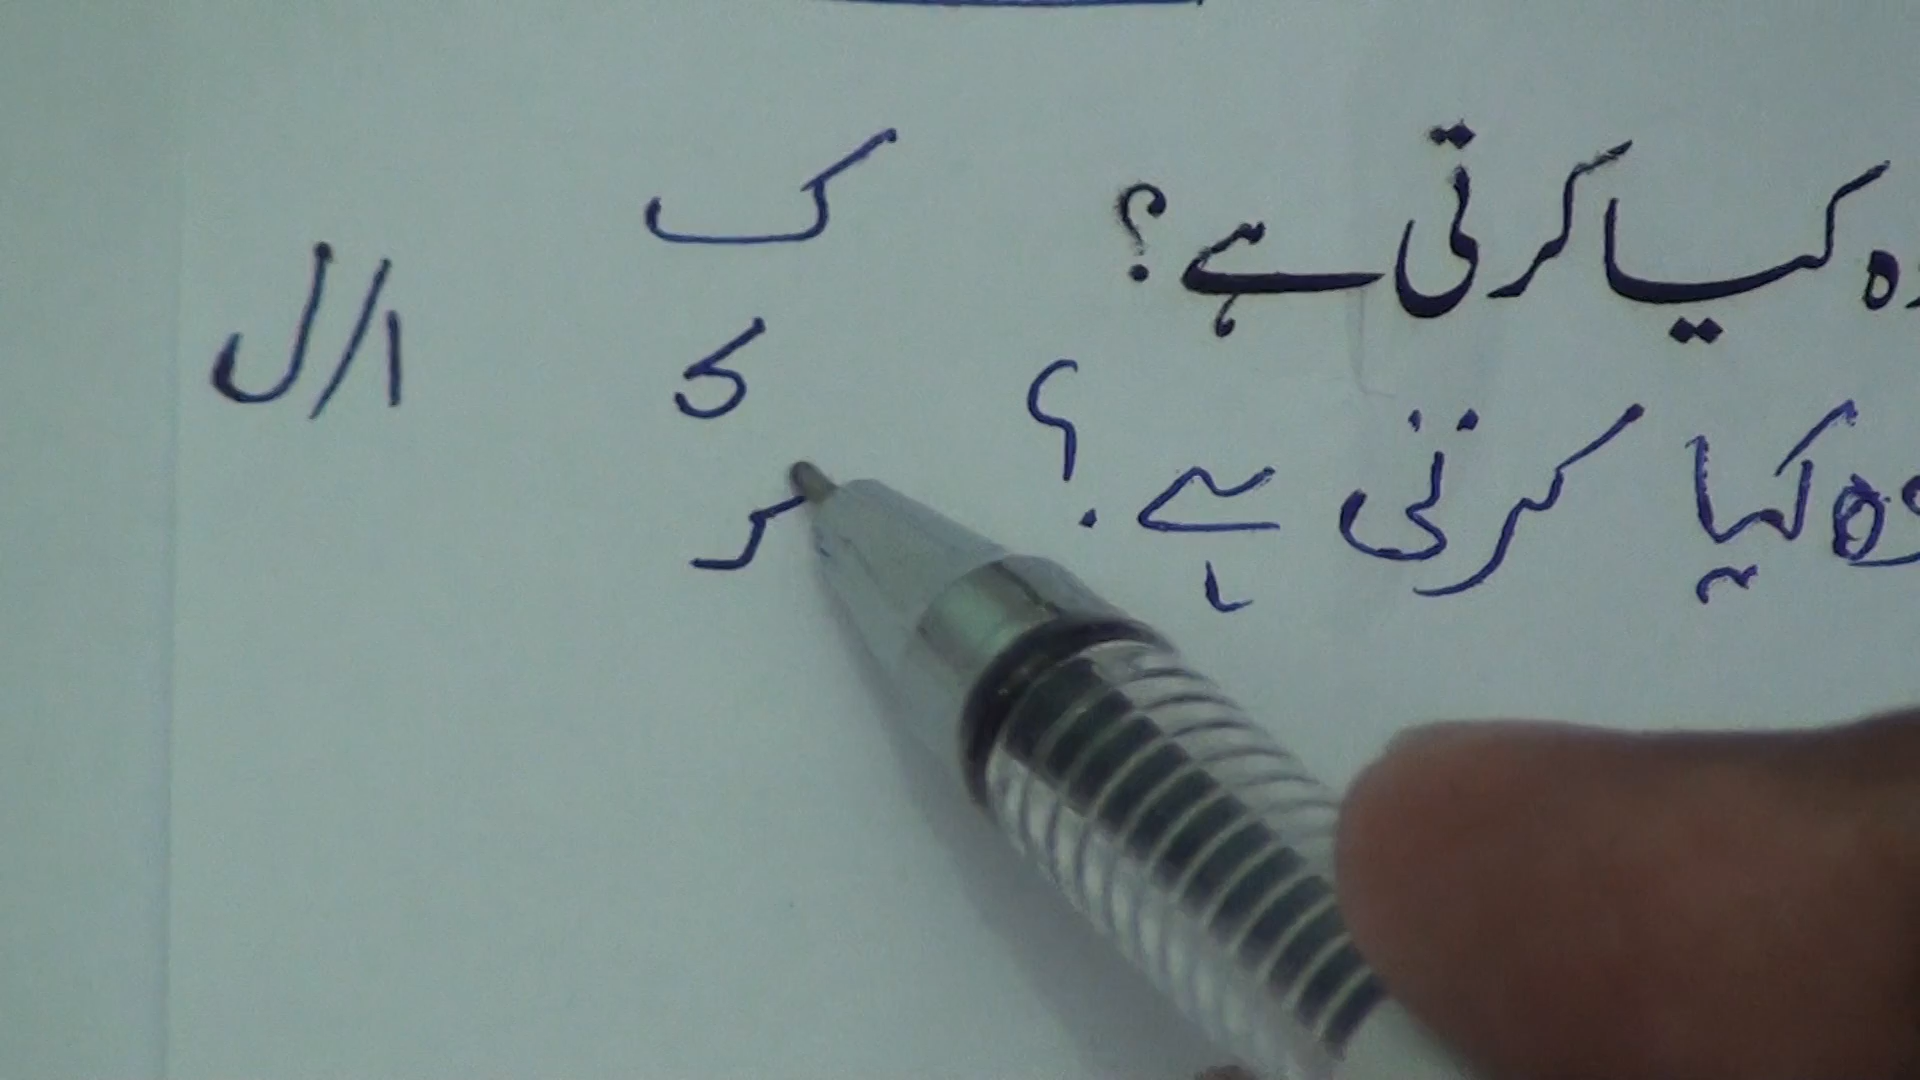 وہ کیا کرتی ہے؟
وہ کیا کرتی ہے؟
ک
ا/ل